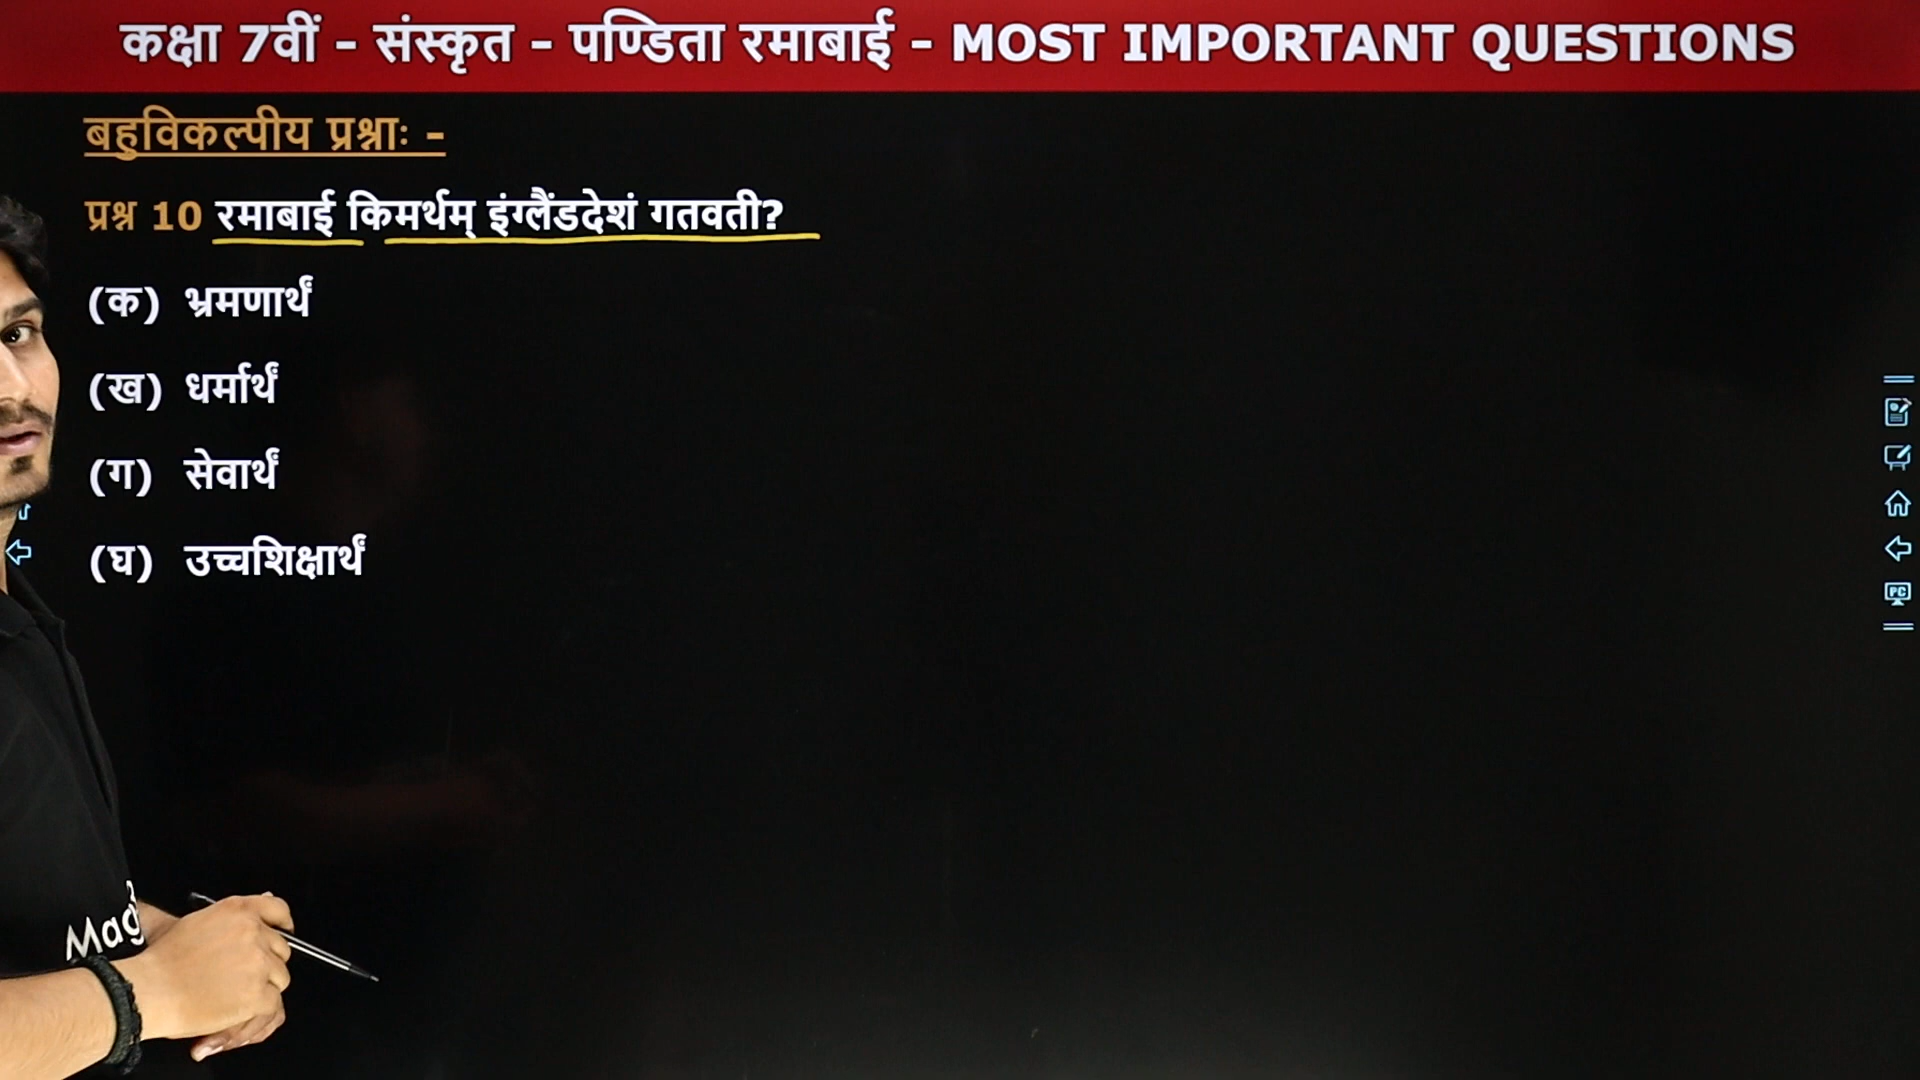 कक्षा 7वीं - संस्कृत - पण्डिता रमाबाई - MOST IMPORTANT QUESTIONS
बहुविकल्पीय प्रश्नाः -
प्रश्न 10 रमाबाई किमर्थम् इंग्लैंडदेशं गतवती?
(क) भ्रमणार्थं
(ख) धर्मार्थं
(ग) सेवार्थं
(घ) उच्चशिक्षार्थं
PC